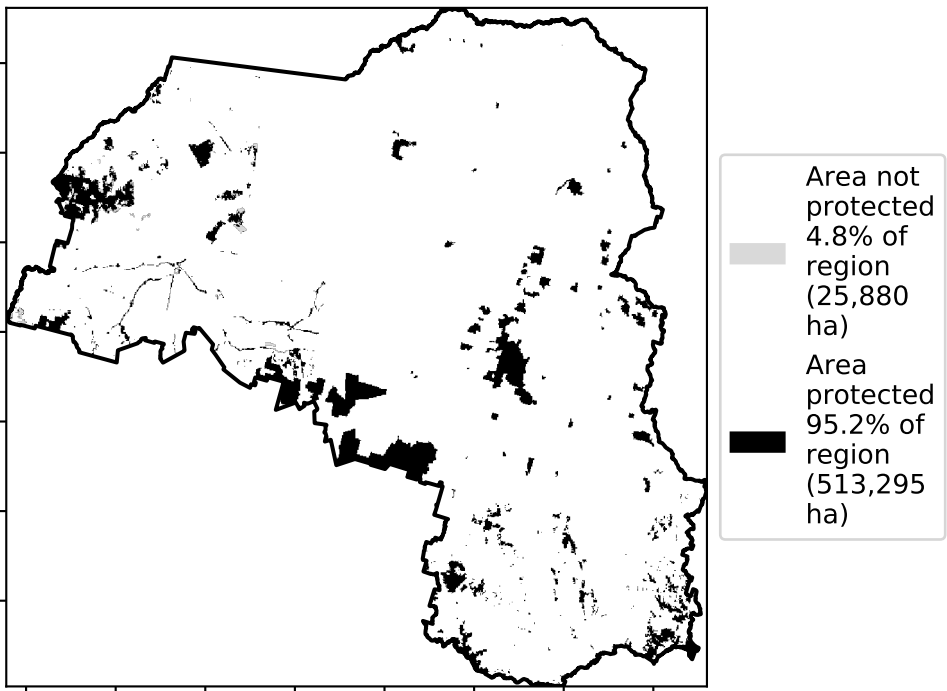 Area not
protected
4.8% of
region
(25,880
ha)
Area
protected
95.2% of
region
(513,295
ha)